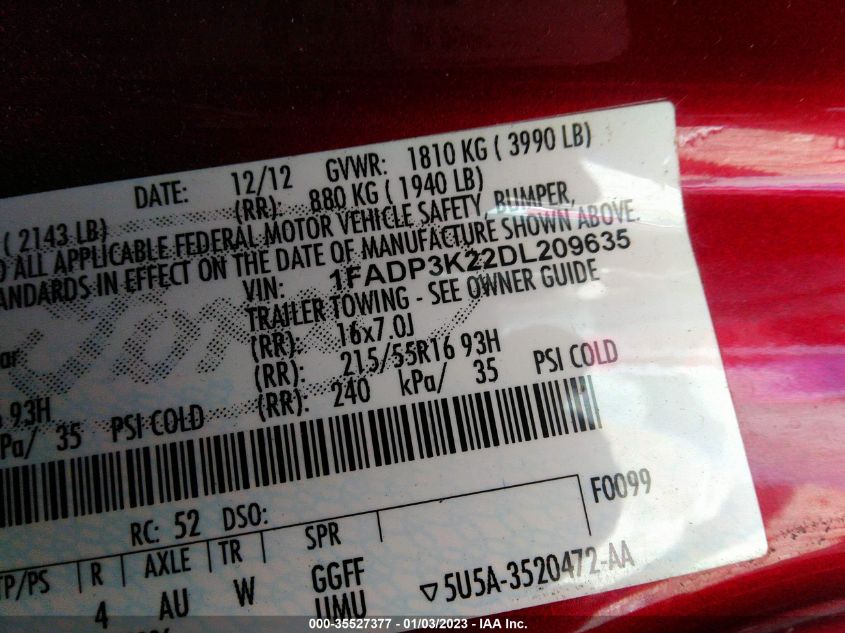 DATE: 12/12 GVWR: 1810 KG ( 3990 LB)
( 2143 LB) (RR): 880 KG ( 1940 LB)
ALL APPLICABLE FEDERAL MOTOR VEHICLE SAFETY, BUMPER,
IN EFFECT ON THE DATE OF MANUFACTURE SHOWN ABOVE.
VIN: 1FADP3K22DL209635
TRAILER TOWING - SEE OWNER GUIDE
(RR): 16x7.0J
(RR): 215/55R16 93H
93H (RR): 240 kPa/ 35 PSI COLD
35 PSI COLD
F0099
RC: 52 DSO:
TP/PS R AXLE TR SPR
4 AU W GGFF 5U5A-3520472-AA
UMU
000-35527377 - 01/03/2023 - IAA Inc.